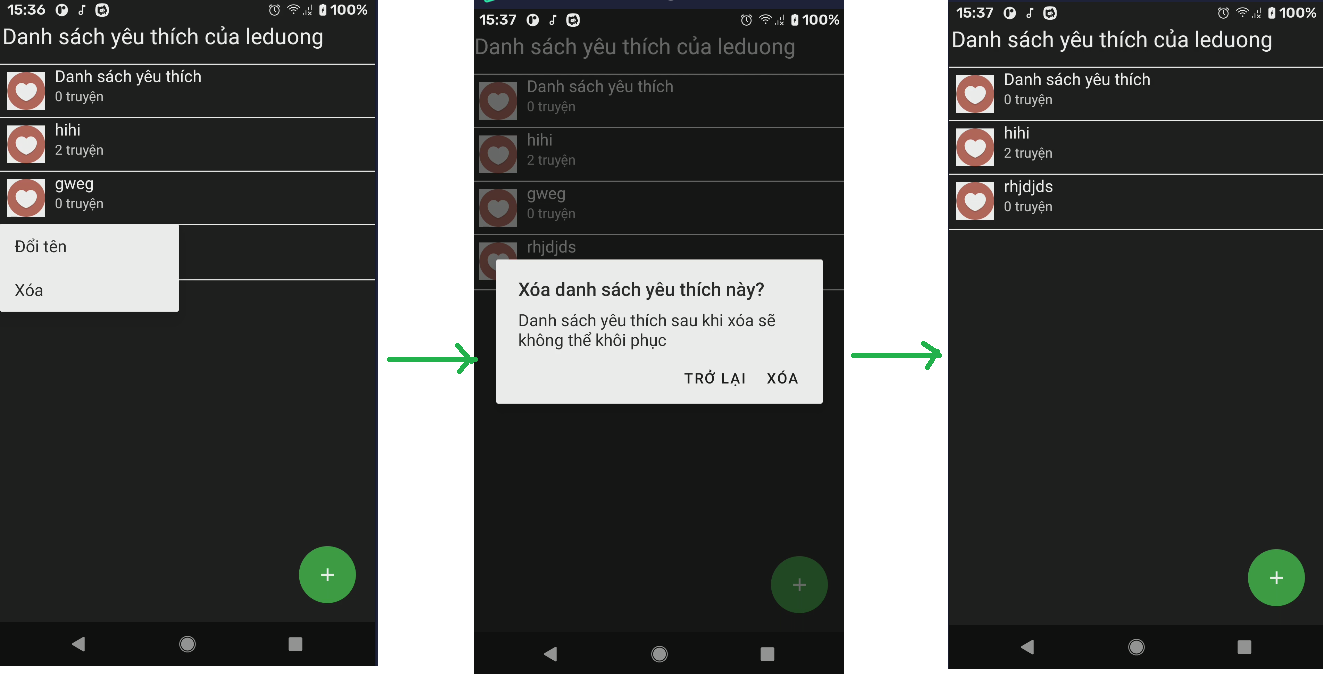 15:36
100%
Danh sách yêu thích của leduong
Danh sách yêu thích
0 truyện
hihi
2 truyện
gweg
0 truyện
Đổi tên
Xóa
15:37
100%
Danh sách yêu thích của leduong
Danh sách yêu thích
0 truyện
hihi
2 truyện
gweg
0 truyện
rhjdjds
Xóa danh sách yêu thích này?
Danh sách yêu thích sau khi xóa sẽ
không thể khôi phục
TRỞ LẠI XÓA
15:37
100%
Danh sách yêu thích của leduong
Danh sách yêu thích
0 truyện
hihi
2 truyện
rhjdjds
0 truyện